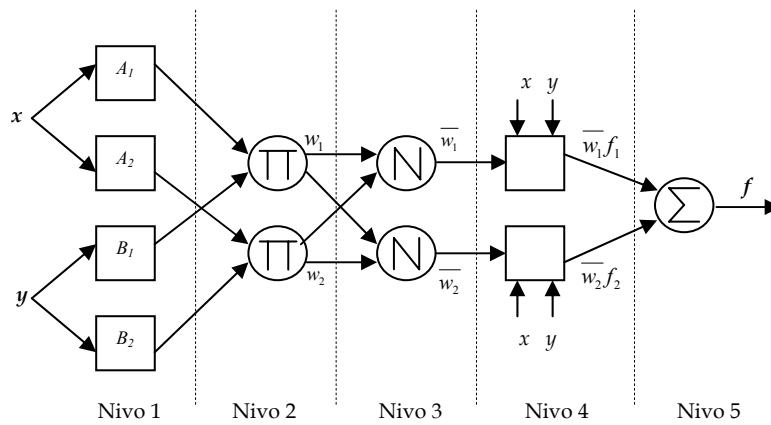 A₁
x
A₂
B₁
y
B₂
∏
w₁
∏
w₂
N
w̅₁
N
w̅₂
x y
w̅₁f₁
w̅₂f₂
x y
∑
f
Nivo 1 Nivo 2 Nivo 3 Nivo 4 Nivo 5